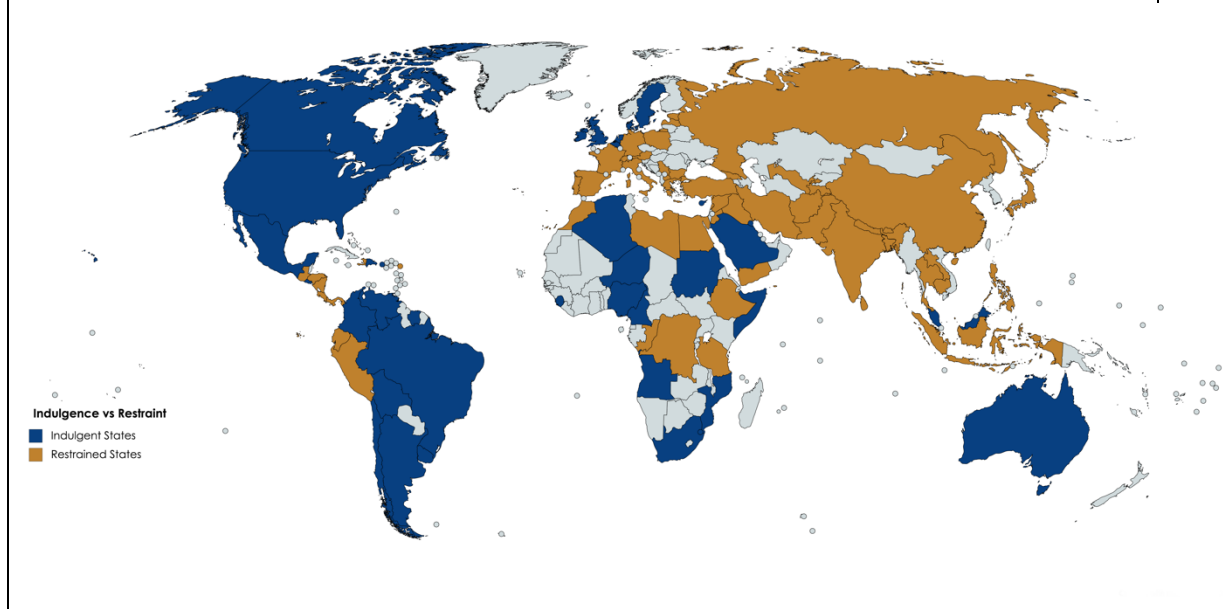 Indulgence vs Restraint
Indulgent States
Restrained States